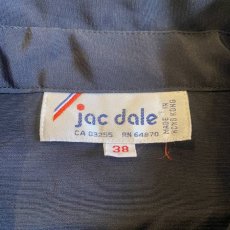 jac dale
CA 03255 RN 64870
38
MADE IN
HONG KONG